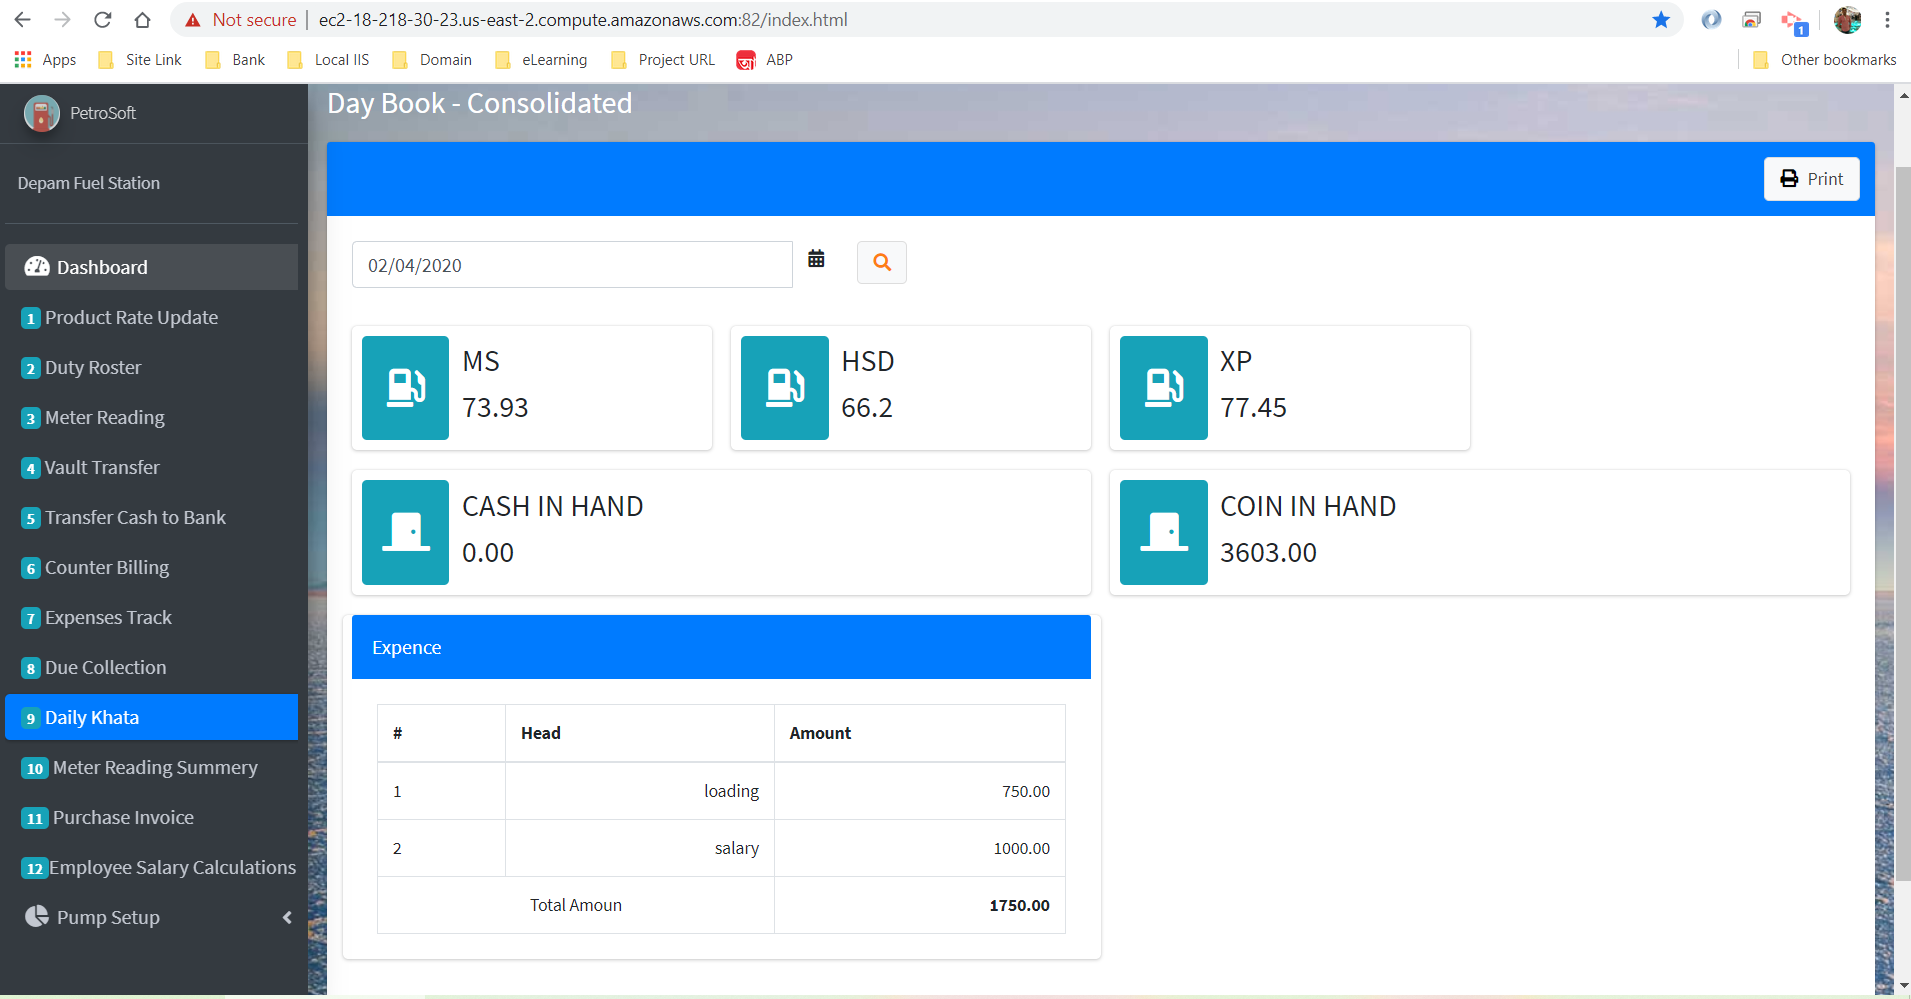 Not secure | ec2-18-218-30-23.us-east-2.compute.amazonaws.com:82/index.html
1
Apps Site Link Bank Local IIS Domain eLearning Project URL ABP Other bookmarks
PetroSoft
Depam Fuel Station
Dashboard
1 Product Rate Update
2 Duty Roster
3 Meter Reading
4 Vault Transfer
5 Transfer Cash to Bank
6 Counter Billing
7 Expenses Track
8 Due Collection
9 Daily Khata
10 Meter Reading Summery
11 Purchase Invoice
12 Employee Salary Calculations
Pump Setup
Day Book - Consolidated
Print
02/04/2020
MS
73.93
HSD
66.2
XP
77.45
CASH IN HAND
0.00
COIN IN HAND
3603.00
Expence
# Head Amount
1 loading 750.00
2 salary 1000.00
Total Amoun 1750.00